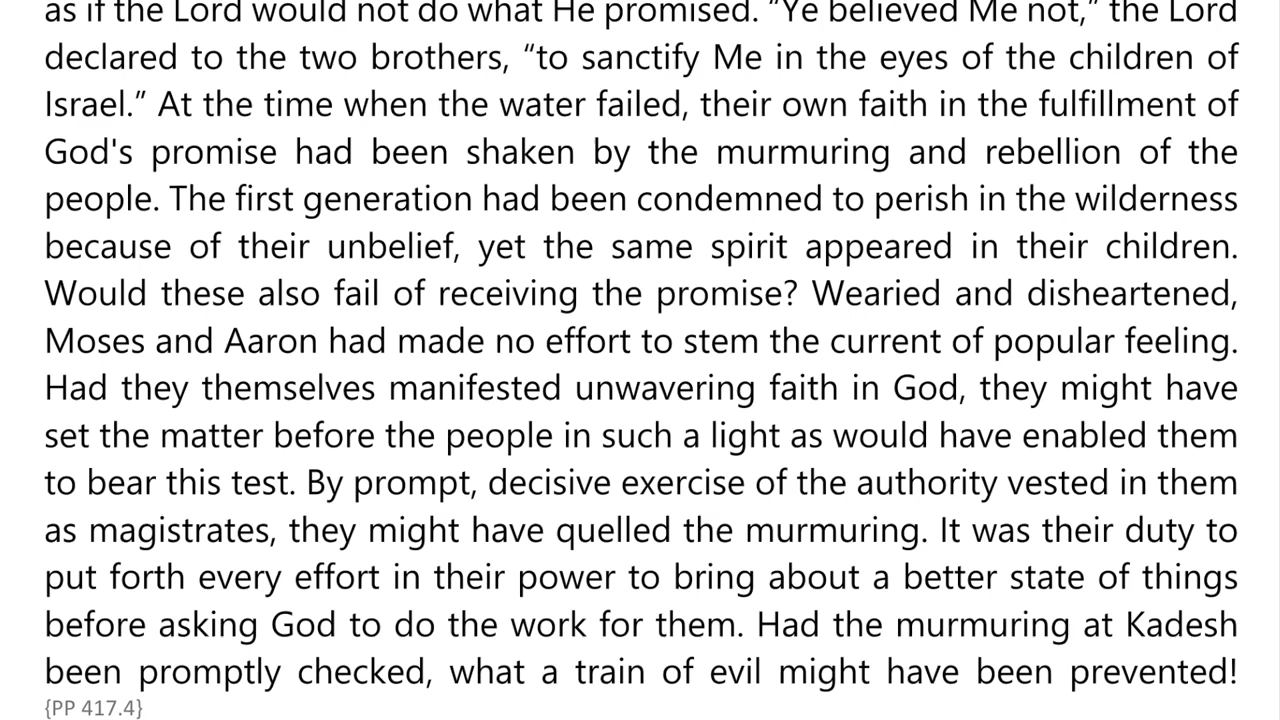 as if the Lord would not do what He promised. “Ye believed Me not,” the Lord
declared to the two brothers, “to sanctify Me in the eyes of the children of
Israel.” At the time when the water failed, their own faith in the fulfillment of
God's promise had been shaken by the murmuring and rebellion of the
people. The first generation had been condemned to perish in the wilderness
because of their unbelief, yet the same spirit appeared in their children.
Would these also fail of receiving the promise? Wearied and disheartened,
Moses and Aaron had made no effort to stem the current of popular feeling.
Had they themselves manifested unwavering faith in God, they might have
set the matter before the people in such a light as would have enabled them
to bear this test. By prompt, decisive exercise of the authority vested in them
as magistrates, they might have quelled the murmuring. It was their duty to
put forth every effort in their power to bring about a better state of things
before asking God to do the work for them. Had the murmuring at Kadesh
been promptly checked, what a train of evil might have been prevented!
{PP 417.4}